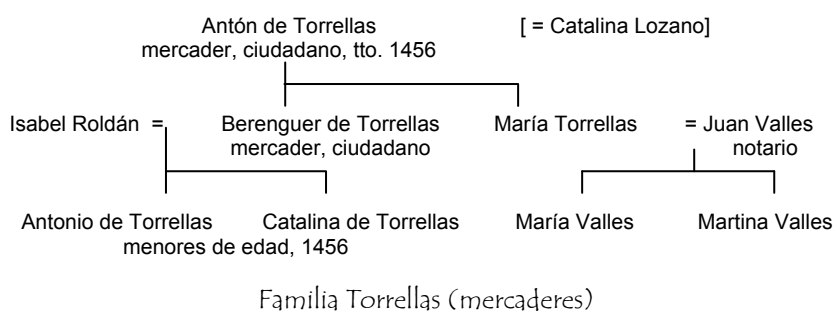 Antón de Torrellas [ = Catalina Lozano]
mercader, ciudadano, tto. 1456
Isabel Roldán = Berenguer de Torrellas María Torrellas = Juan Valles
mercader, ciudadano notario
Antonio de Torrellas Catalina de Torrellas María Valles Martina Valles
menores de edad, 1456
Familia Torrellas (mercaderes)